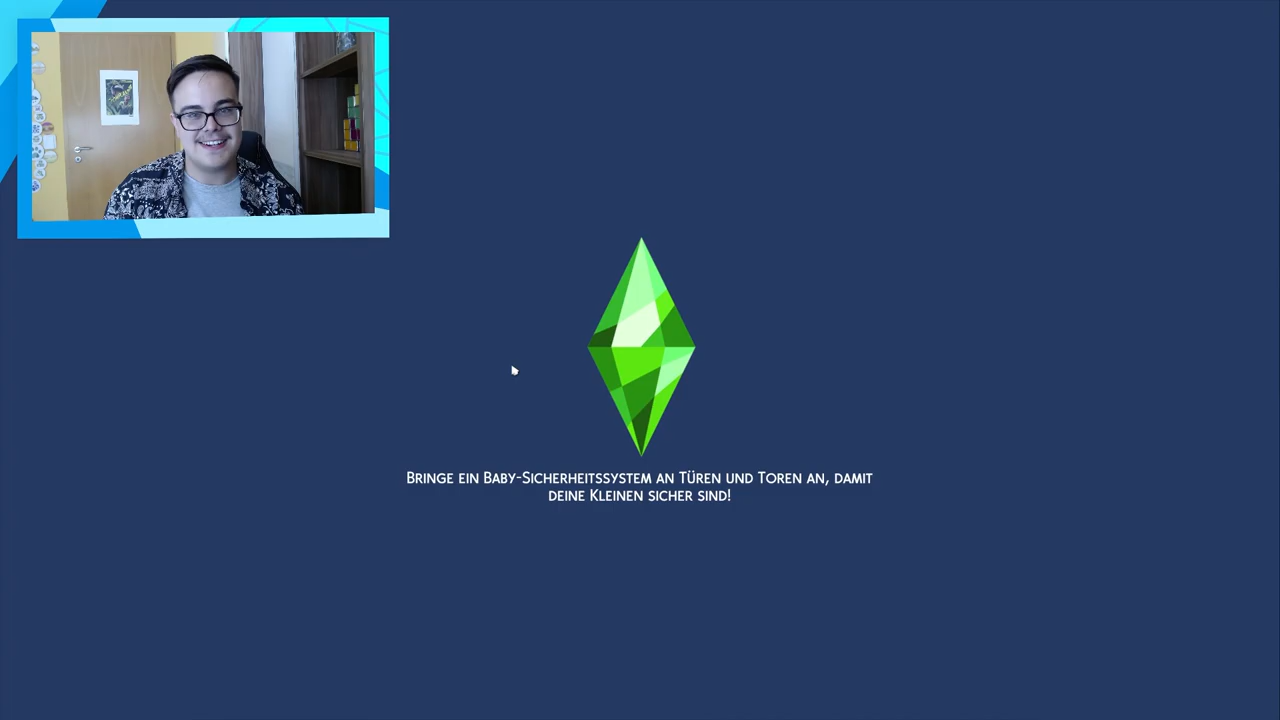 Bringe ein Baby-Sicherheitssystem an Türen und Toren an, damit
deine Kleinen sicher sind!